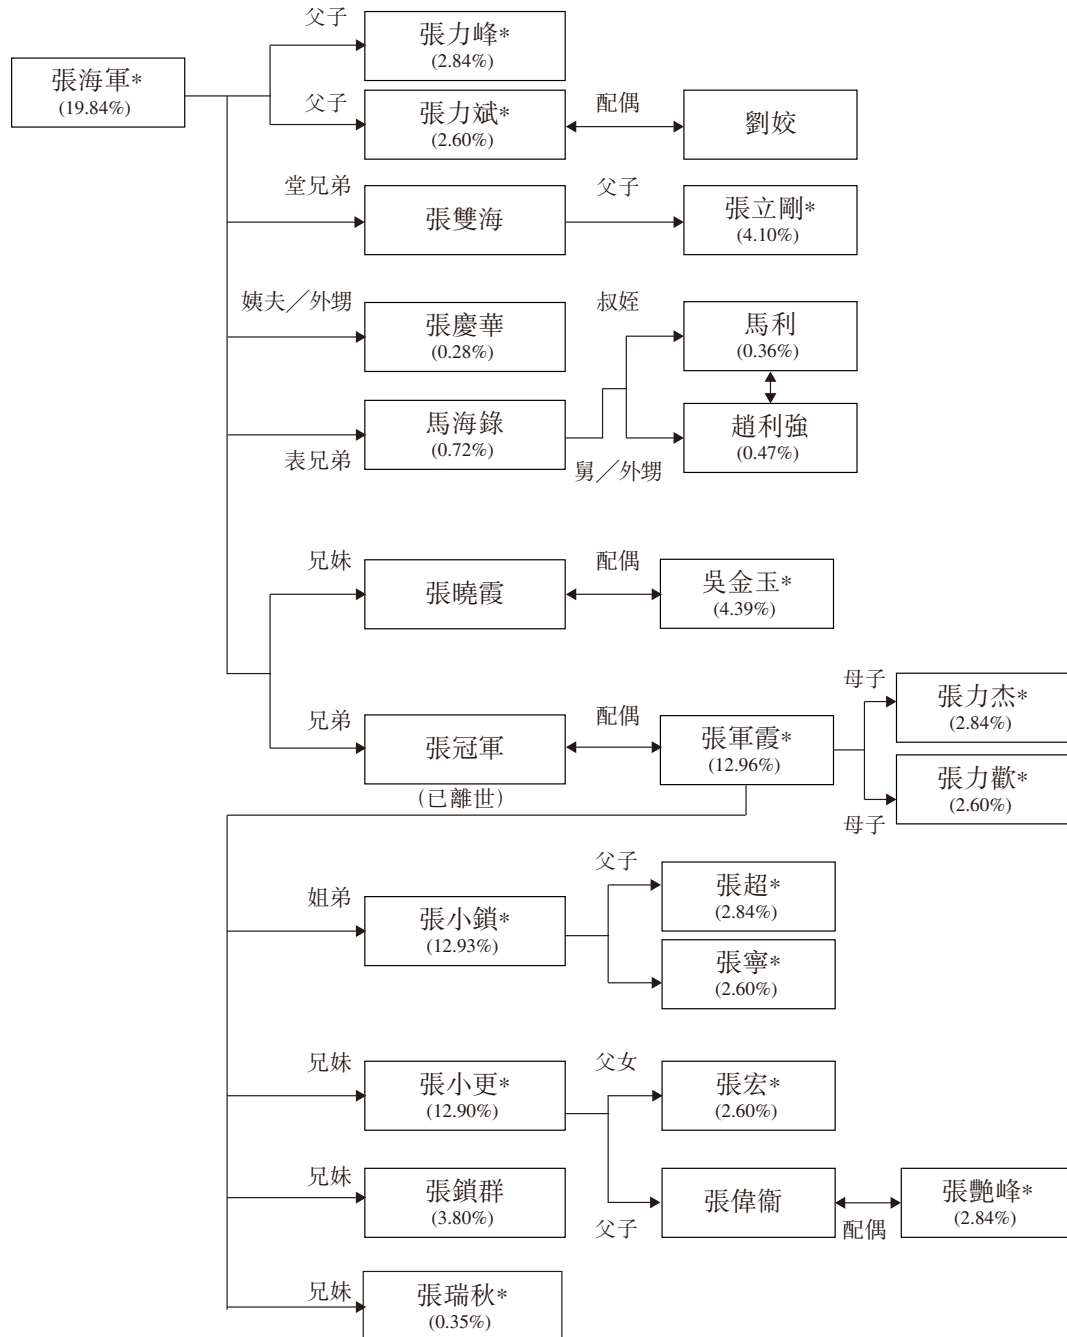 父子
張力峰*
(2.84%)
張海軍*
(19.84%)
父子
張力斌*
(2.60%)
配偶
劉姣
堂兄弟
張雙海
父子
張立剛*
(4.10%)
姨夫／外甥
張慶華
(0.28%)
叔姪
馬利
(0.36%)
表兄弟
馬海錄
(0.72%)
舅／外甥
趙利強
(0.47%)
兄妹
張曉霞
配偶
吳金玉*
(4.39%)
兄弟
張冠軍
(已離世)
配偶
張軍霞*
(12.96%)
母子
張力杰*
(2.84%)
張力歡*
(2.60%)
母子
姐弟
張小鎖*
(12.93%)
父子
張超*
(2.84%)
張寧*
(2.60%)
兄妹
張小更*
(12.90%)
父女
張宏*
(2.60%)
兄妹
張鎖群
(3.80%)
父子
張偉衞
配偶
張艷峰*
(2.84%)
兄妹
張瑞秋*
(0.35%)